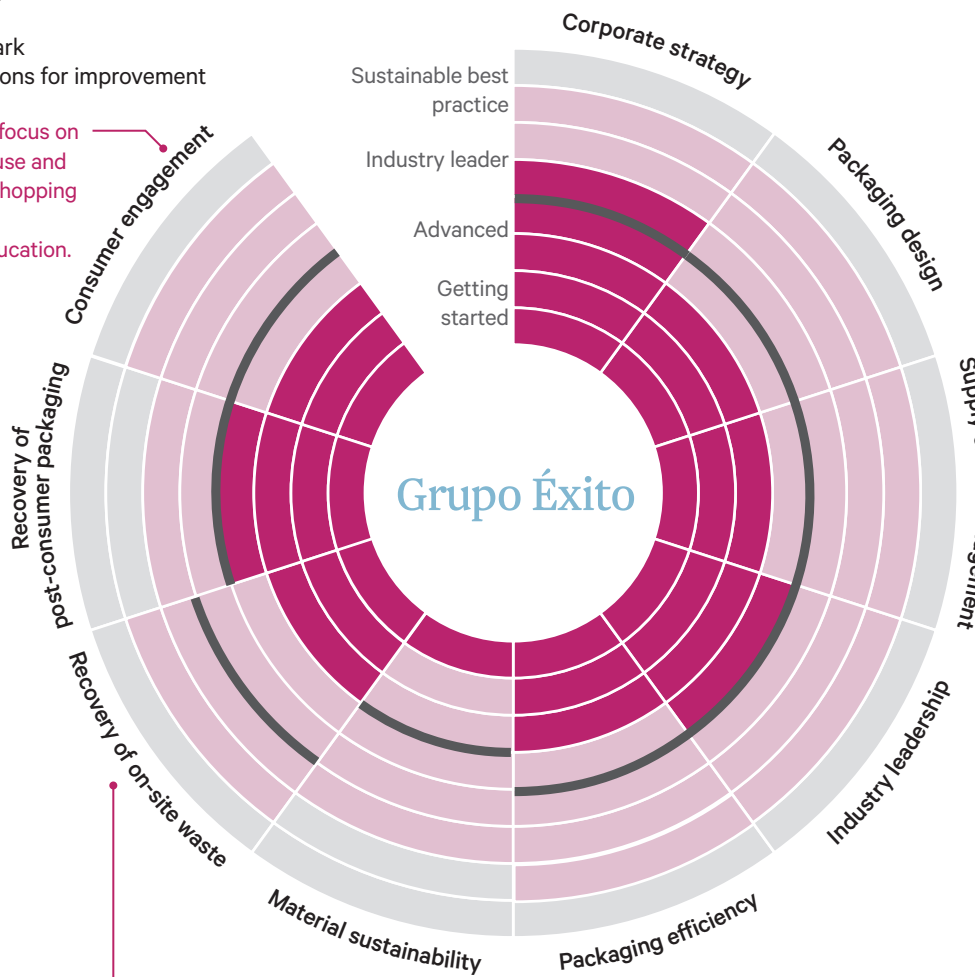 ark
ons for improvement
focus on
use and
hopping
ucation.
Corporate strategy
Sustainable best
practice
Industry leader
Advanced
Getting
started
Packaging design
Supply
gement
Industry leadership
Packaging efficiency
Material sustainability
Recovery of on-site waste
Recovery of
post-consumer packaging
Consumer engagement
Grupo Éxito